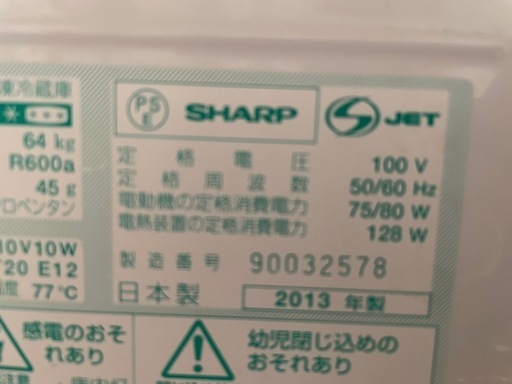 凍冷蔵庫
64 kg
R600a
45 g
ロペンタン
10V10W
T20 E12
温度 77℃
PS E SHARP
JET
定格電圧 100 V
定格周波数 50/60 Hz
電動機の定格消費電力 75/80 W
電熱装置の定格消費電力 128 W
製造番号 90032578
日本製 2013 年製
感電のおそ
れあり
幼児閉じ込めの
おそれあり